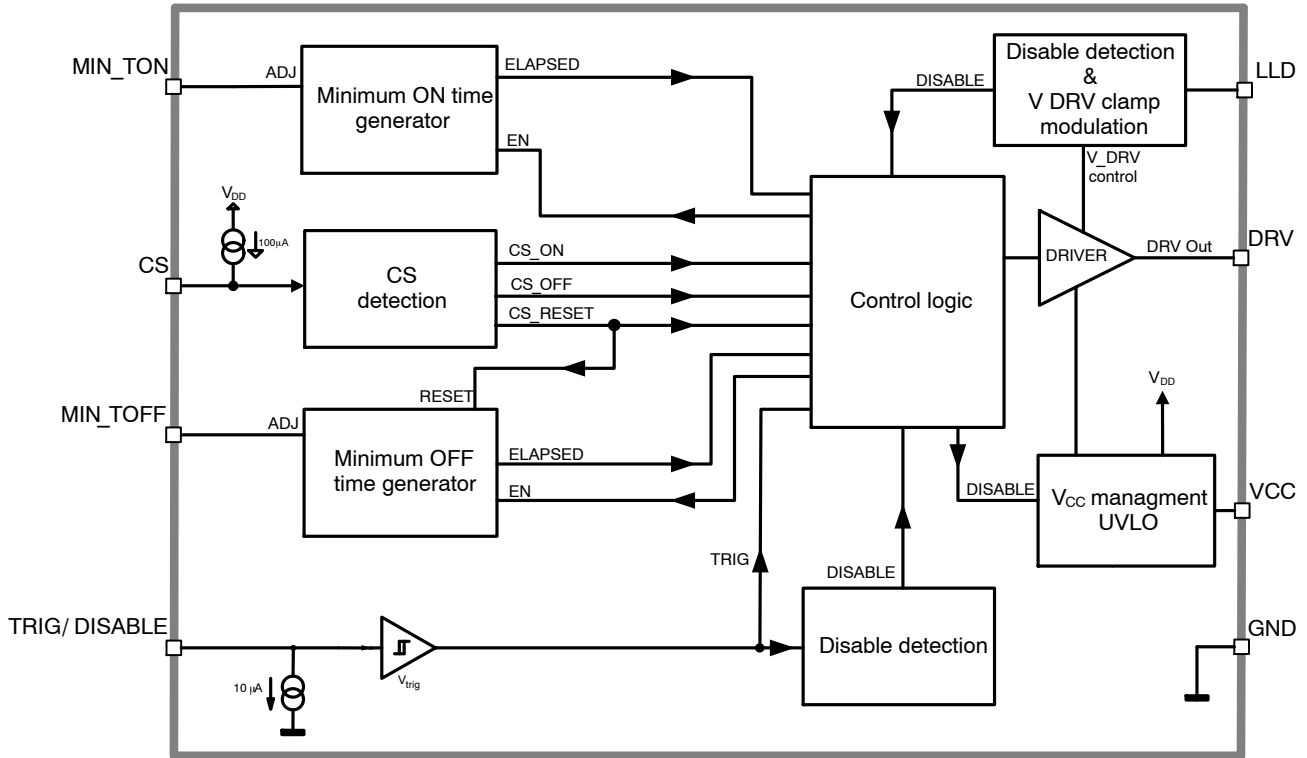 MIN_TON
ADJ
Minimum ON time
generator
ELAPSED
EN
DISABLE
Disable detection
&
V DRV clamp
modulation
LLD
V_DRV
control
VDD
100µA
CS
CS
detection
CS_ON
CS_OFF
CS_RESET
Control logic
DRIVER
DRV Out
DRV
RESET
MIN_TOFF
ADJ
Minimum OFF
time generator
ELAPSED
EN
VDD
DISABLE
VCC managment
UVLO
VCC
TRIG
DISABLE
Disable detection
TRIG/ DISABLE
10 µA
Vtrig
GND